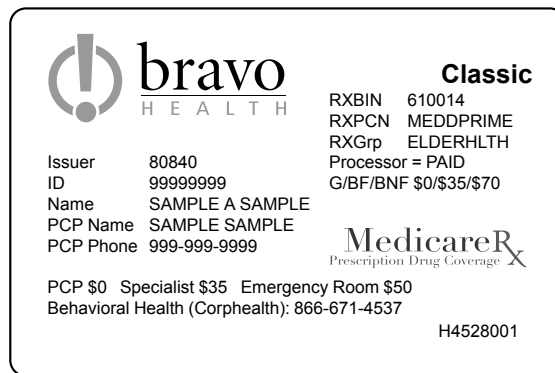 bravo
HEALTH
Classic
RXBIN 610014
RXPCN MEDDPRIME
RXGrp ELDERHLTH
Processor = PAID
G/BF/BNF $0/$35/$70
Issuer 80840
ID 99999999
Name SAMPLE A SAMPLE
PCP Name SAMPLE SAMPLE
PCP Phone 999-999-9999
MedicareRx
Prescription Drug Coverage
PCP $0 Specialist $35 Emergency Room $50
Behavioral Health (Corphealth): 866-671-4537
H4528001